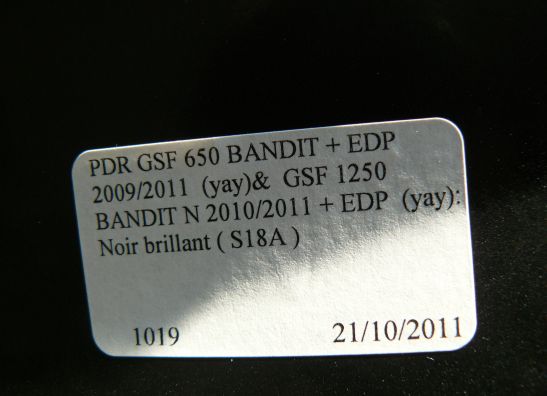 PDR GSF 650 BANDIT + EDP
2009/2011 (yay)& GSF 1250
BANDIT N 2010/2011 + EDP (yay):
Noir brillant ( S18A )
1019 21/10/2011